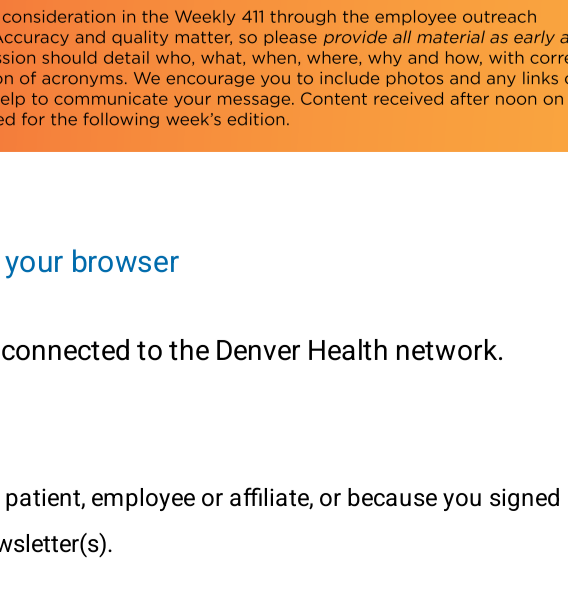 consideration in the Weekly 411 through the employee outreach
Accuracy and quality matter, so please provide all material as early a
ssion should detail who, what, when, where, why and how, with corre
on of acronyms. We encourage you to include photos and any links
elp to communicate your message. Content received after noon on
ed for the following week's edition.
your browser
connected to the Denver Health network.
patient, employee or affiliate, or because you signed
wsletter(s).